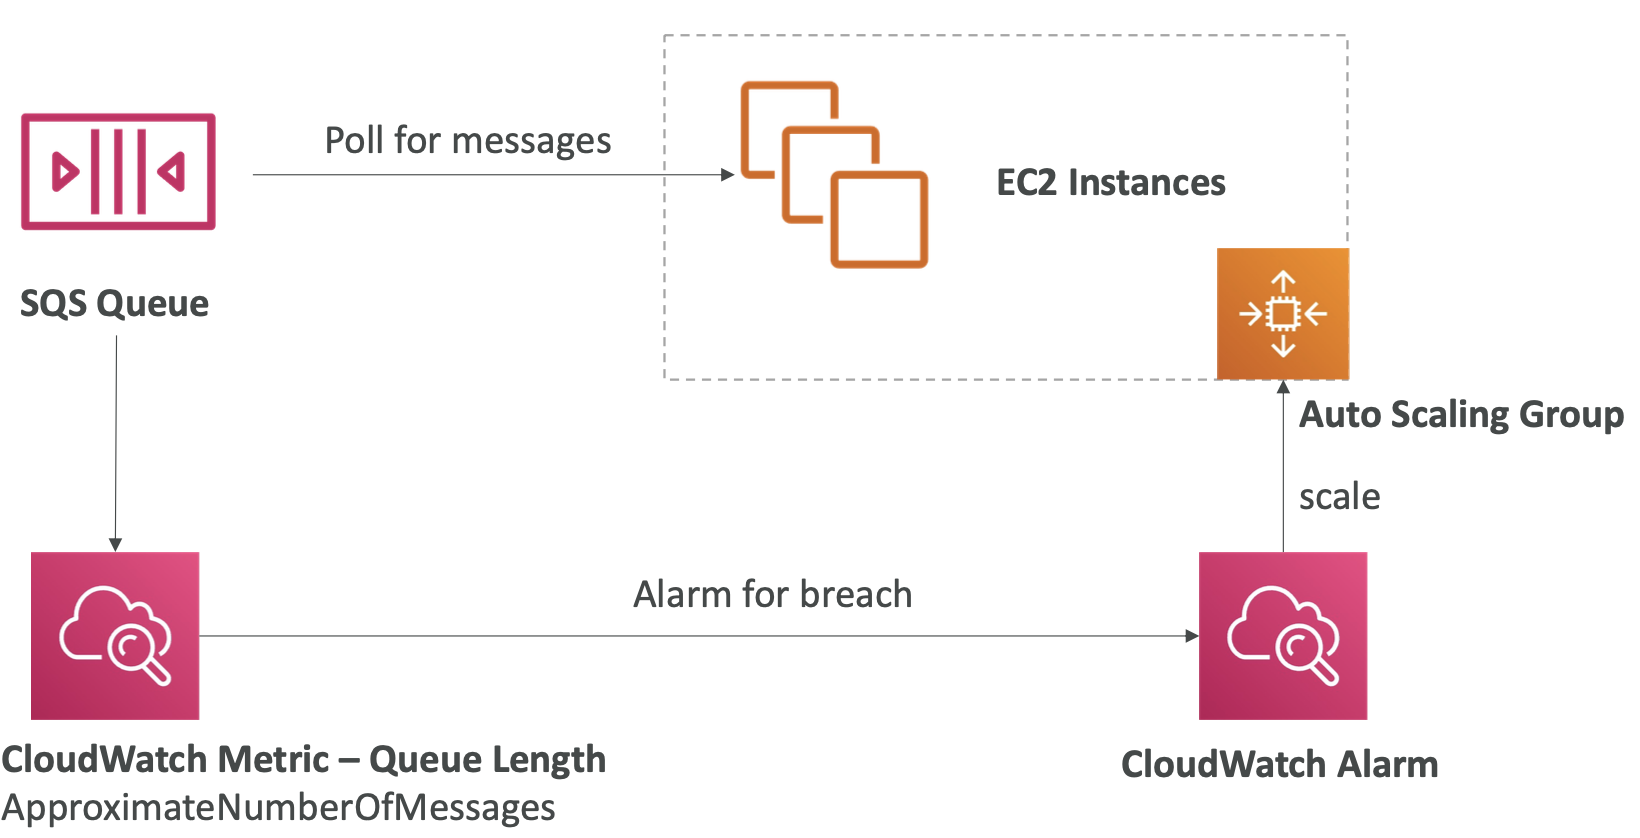 Poll for messages
EC2 Instances
SQS Queue
Auto Scaling Group
scale
Alarm for breach
CloudWatch Metric – Queue Length
ApproximateNumberOfMessages
CloudWatch Alarm